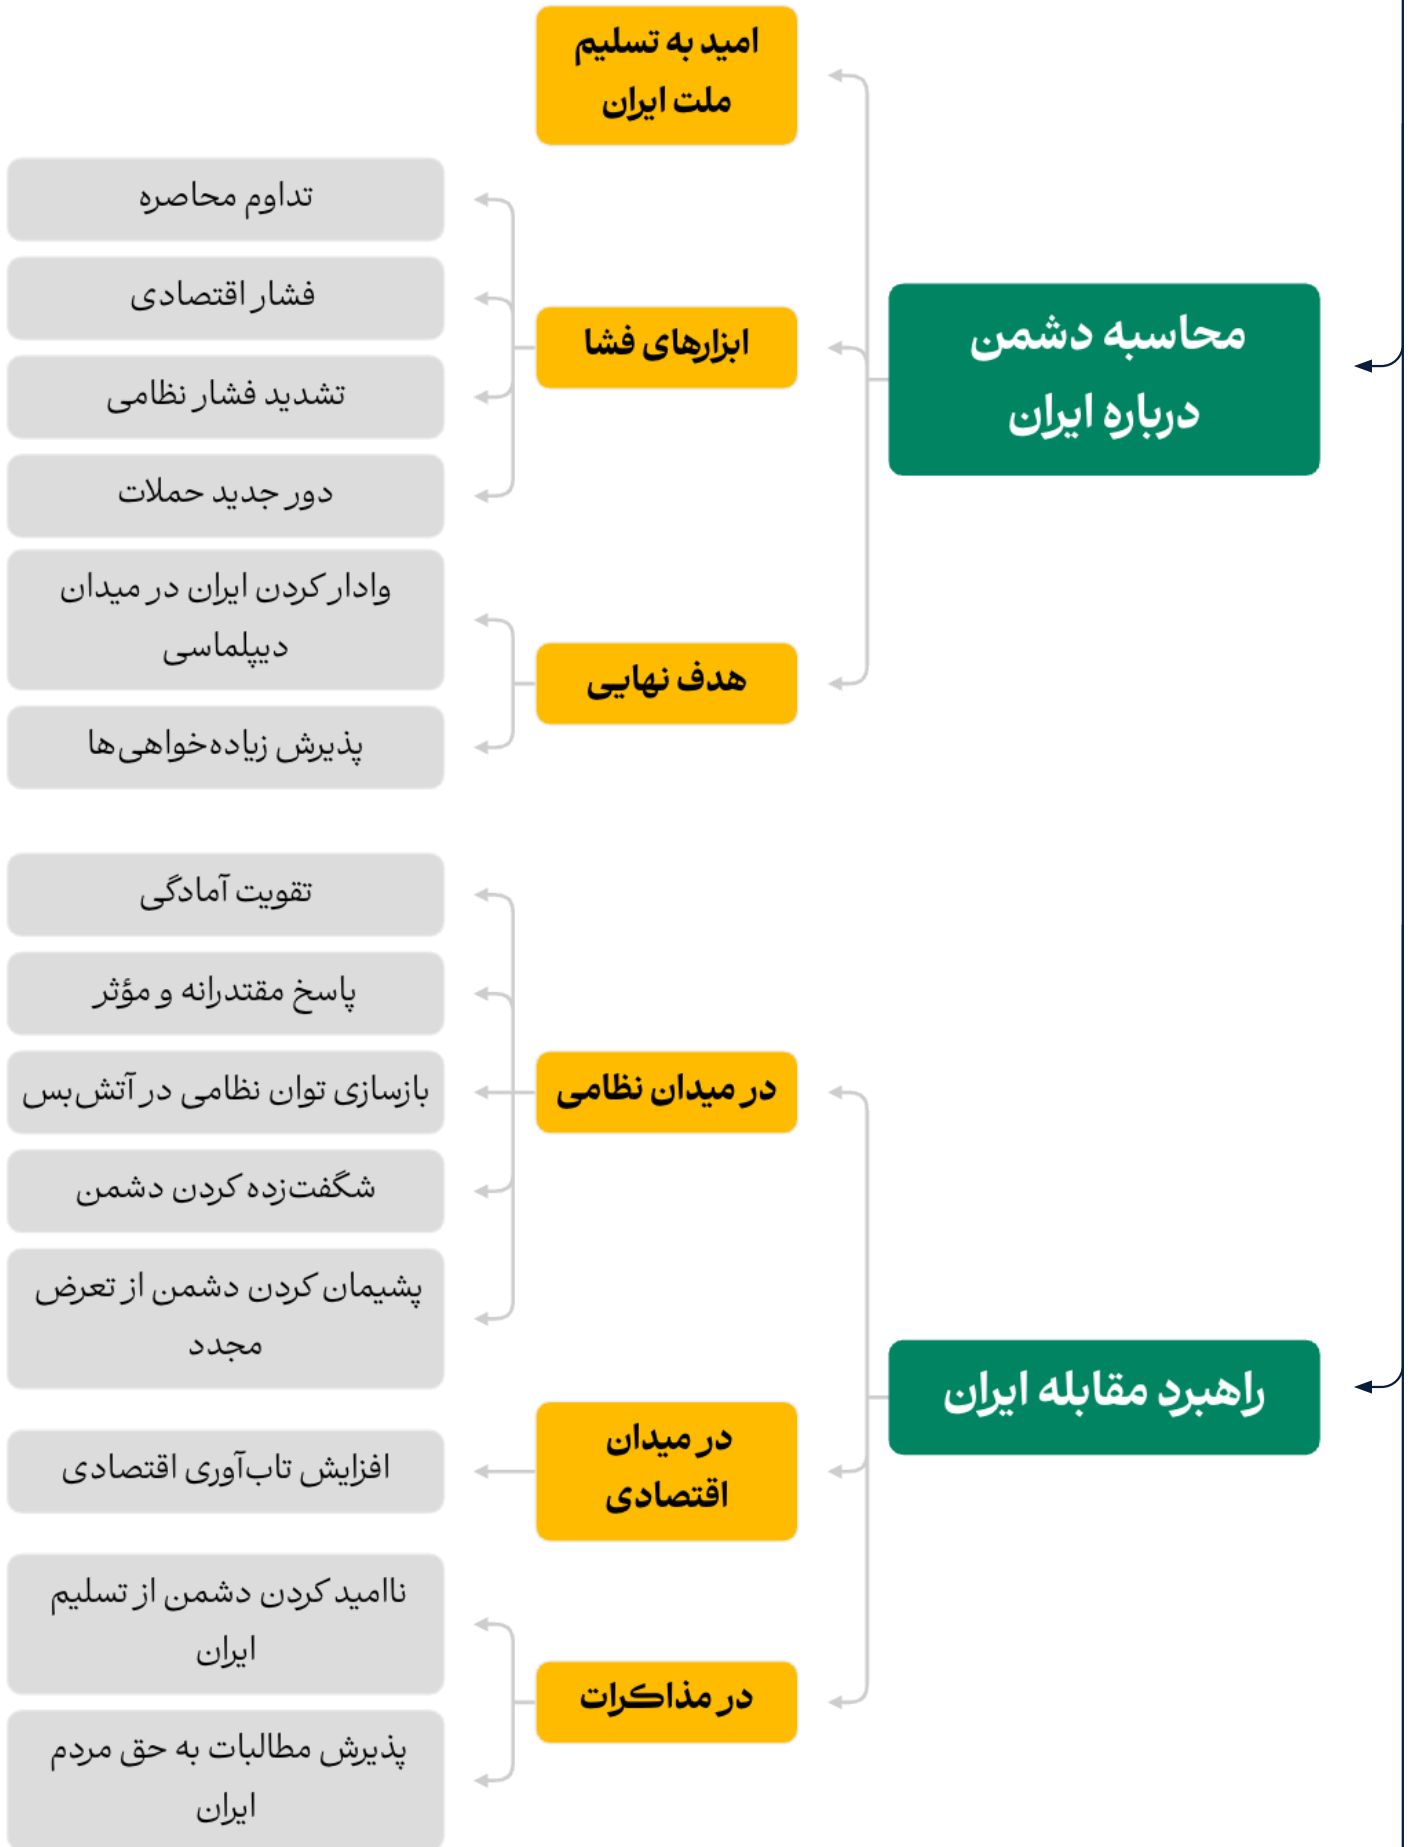 محاسبه دشمن
درباره ایران
امید به تسلیم
ملت ایران
ابزارهای فشا
تداوم محاصره
فشار اقتصادی
تشدید فشار نظامی
دور جدید حملات
هدف نهایی
وادار کردن ایران در میدان
دیپلماسی
پذیرش زیاده‌خواهی‌ها
راهبرد مقابله ایران
در میدان نظامی
تقویت آمادگی
پاسخ مقتدرانه و مؤثر
بازسازی توان نظامی در آتش‌بس
شگفت‌زده کردن دشمن
پشیمان کردن دشمن از تعرض
مجدد
در میدان
اقتصادی
افزایش تاب‌آوری اقتصادی
در مذاکرات
ناامید کردن دشمن از تسلیم
ایران
پذیرش مطالبات به حق مردم
ایران